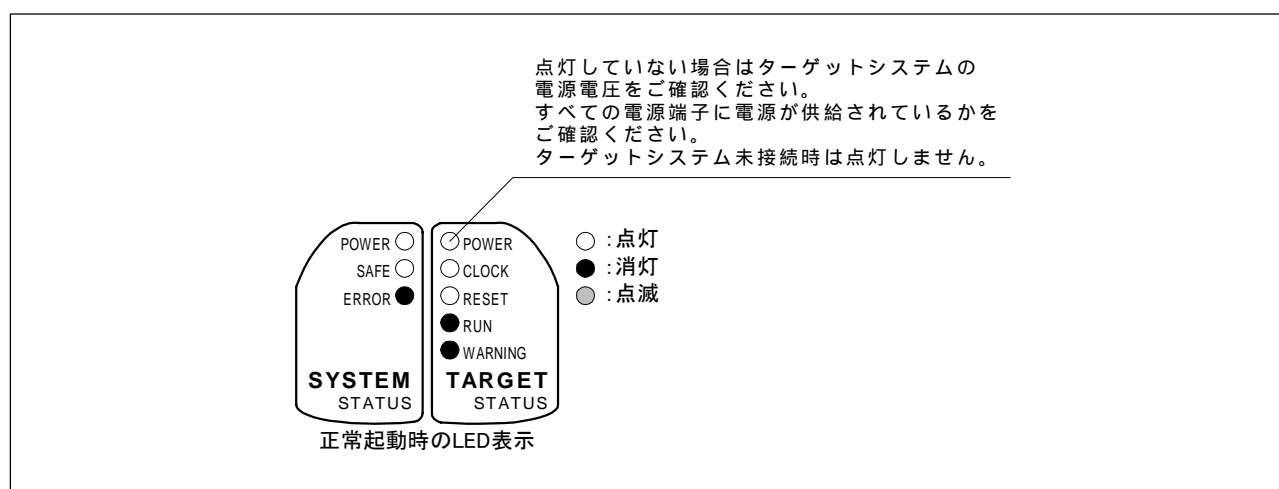 点灯していない場合はターゲットシステムの
電源電圧をご確認ください。
すべての電源端子に電源が供給されているかを
ご確認ください。
ターゲットシステム未接続時は点灯しません。
POWER
SAFE
ERROR
SYSTEM
STATUS
POWER
CLOCK
RESET
RUN
WARNING
TARGET
STATUS
:点灯
:消灯
:点滅
正常起動時のLED表示